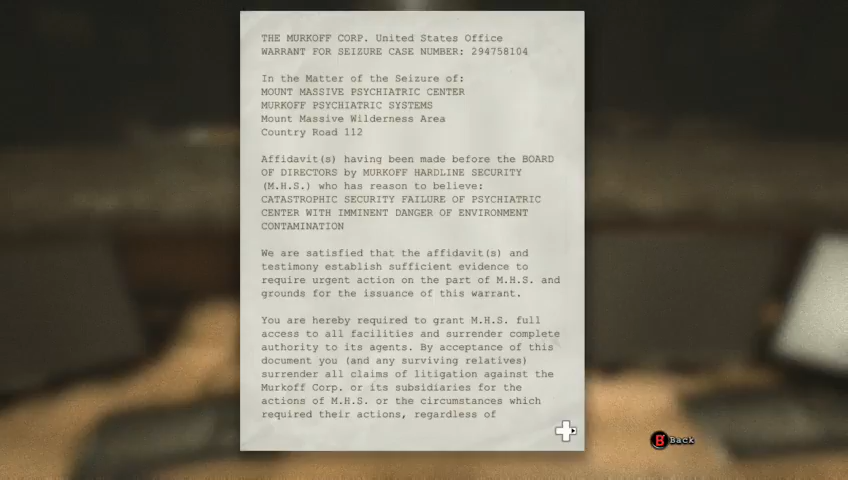 THE MURKOFF CORP. United States Office
WARRANT FOR SEIZURE CASE NUMBER: 294758104
In the Matter of the Seizure of:
MOUNT MASSIVE PSYCHIATRIC CENTER
MURKOFF PSYCHIATRIC SYSTEMS
Mount Massive Wilderness Area
Country Road 112
Affidavit(s) having been made before the BOARD
OF DIRECTORS by MURKOFF HARDLINE SECURITY
(M.H.S.) who has reason to believe:
CATASTROPHIC SECURITY FAILURE OF PSYCHIATRIC
CENTER WITH IMMINENT DANGER OF ENVIRONMENT
CONTAMINATION
We are satisfied that the affidavit(s) and
testimony establish sufficient evidence to
require urgent action on the part of M.H.S. and
grounds for the issuance of this warrant.
You are hereby required to grant M.H.S. full
access to all facilities and surrender complete
authority to its agents. By acceptance of this
document you (and any surviving relatives)
surrender all claims of litigation against the
Murkoff Corp. or its subsidiaries for the
actions of M.H.S. or the circumstances which
required their actions, regardless of
B Back